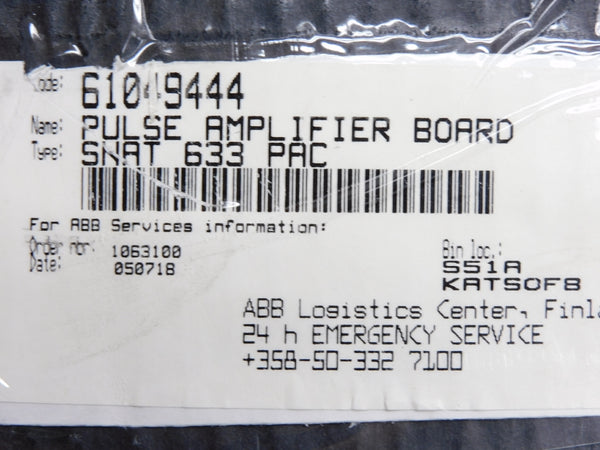 Code: 61049444
Name: PULSE AMPLIFIER BOARD
Type: SNAT 633 PAC
For ABB Services information:
Order nbr: 1063100
Date: 050718
Bin loc.:
S51A
KATSOF8
ABB Logistics Center, Finla
24 h EMERGENCY SERVICE
+358-50-332 7100